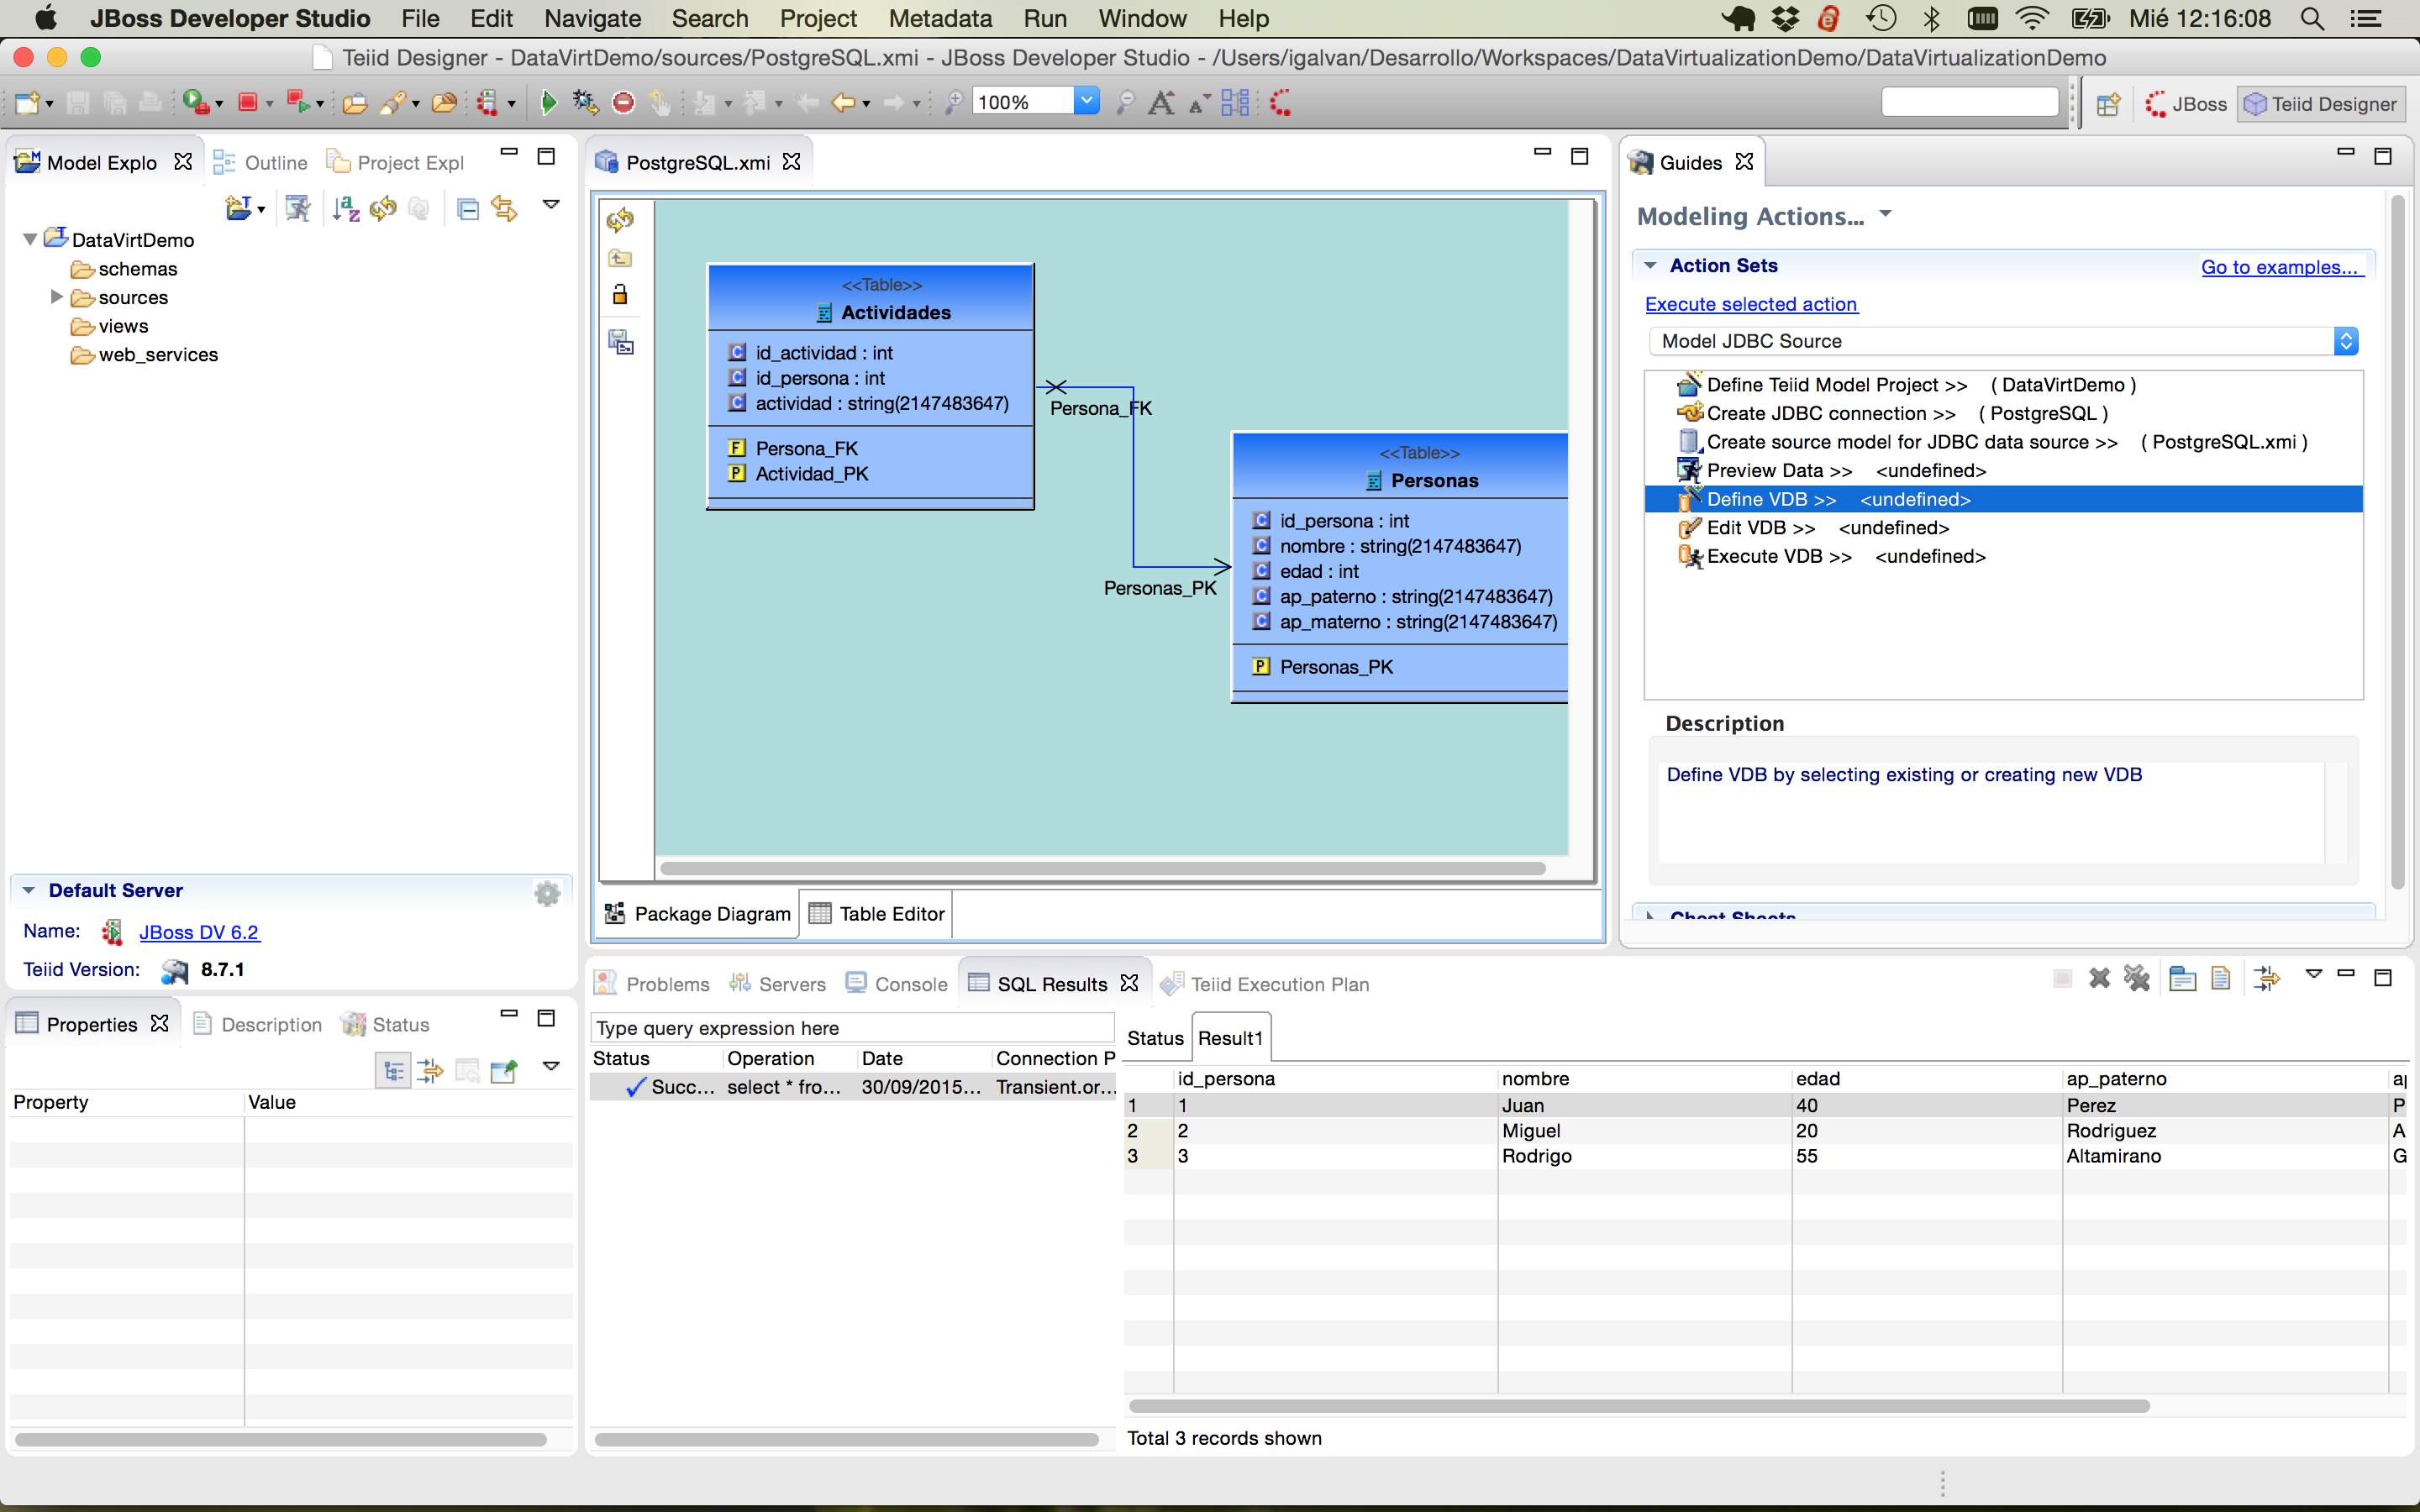 JBoss Developer Studio File Edit Navigate Search Project Metadata Run Window Help Mié 12:16:08
Teiid Designer - DataVirtDemo/sources/PostgreSQL.xmi - JBoss Developer Studio - /Users/igalvan/Desarrollo/Workspaces/DataVirtualizationDemo/DataVirtualizationDemo
100% JBoss Teiid Designer
Model Explo Outline Project Expl
DataVirtDemo
schemas
sources
views
web_services
Default Server
Name: JBoss DV 6.2
Teiid Version: 8.7.1
Properties Description Status
Property Value
PostgreSQL.xmi
<<Table>>
Actividades
id_actividad : int
id_persona : int
actividad : string(2147483647)
Persona_FK
Actividad_PK
Persona_FK
Personas_PK
<<Table>>
Personas
id_persona : int
nombre : string(2147483647)
edad : int
ap_paterno : string(2147483647)
ap_materno : string(2147483647)
Personas_PK
Package Diagram Table Editor
Guides
Modeling Actions...
Action Sets Go to examples...
Execute selected action
Model JDBC Source
Define Teiid Model Project >> ( DataVirtDemo )
Create JDBC connection >> ( PostgreSQL )
Create source model for JDBC data source >> ( PostgreSQL.xmi )
Preview Data >> <undefined>
Define VDB >> <undefined>
Edit VDB >> <undefined>
Execute VDB >> <undefined>
Description
Define VDB by selecting existing or creating new VDB
Cheat Sheets
Problems Servers Console SQL Results Teiid Execution Plan
Type query expression here
Status Operation Date Connection P
Succ... select * fro... 30/09/2015... Transient.or...
Status Result1
id_persona nombre edad ap_paterno a
1 1 Juan 40 Perez P
2 2 Miguel 20 Rodriguez A
3 3 Rodrigo 55 Altamirano G
Total 3 records shown